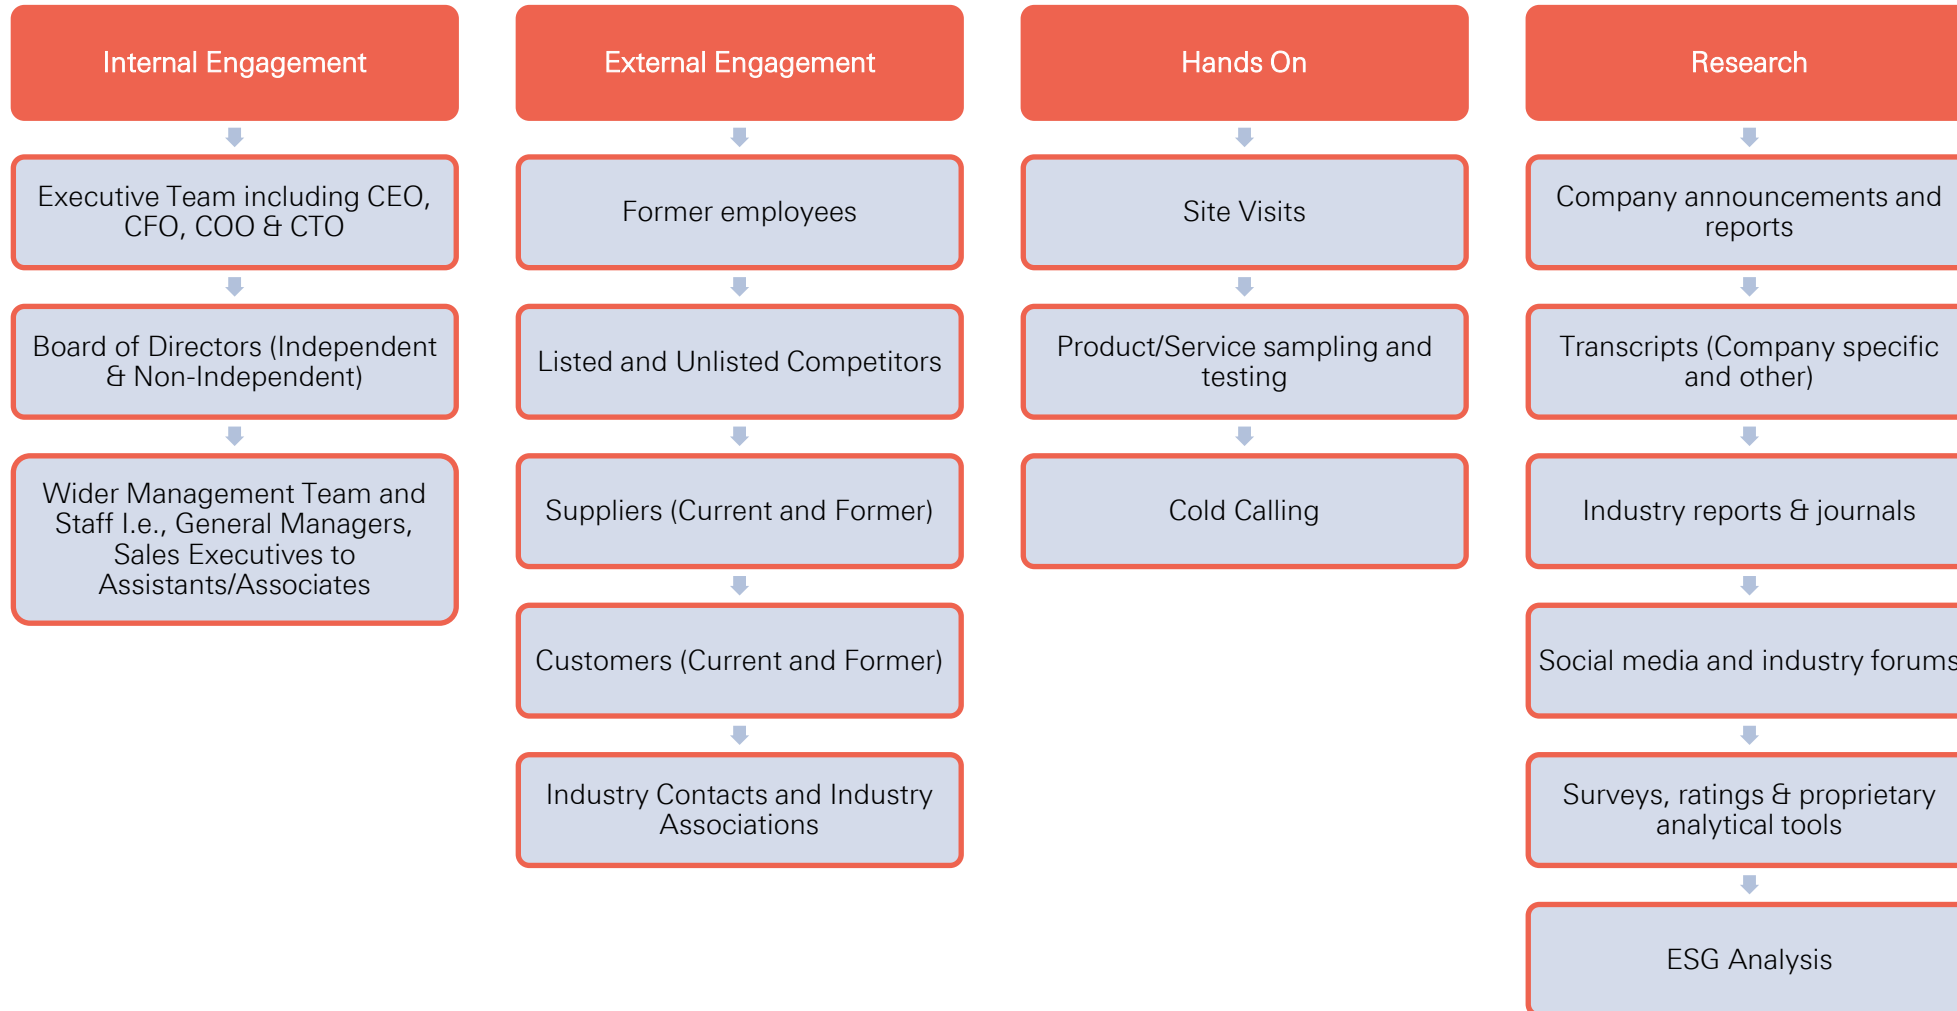 Internal Engagement
Executive Team including CEO,
CFO, COO & CTO
Board of Directors (Independent
& Non-Independent)
Wider Management Team and
Staff I.e., General Managers,
Sales Executives to
Assistants/Associates
External Engagement
Former employees
Listed and Unlisted Competitors
Suppliers (Current and Former)
Customers (Current and Former)
Industry Contacts and Industry
Associations
Hands On
Site Visits
Product/Service sampling and
testing
Cold Calling
Research
Company announcements and
reports
Transcripts (Company specific
and other)
Industry reports & journals
Social media and industry forums
Surveys, ratings & proprietary
analytical tools
ESG Analysis